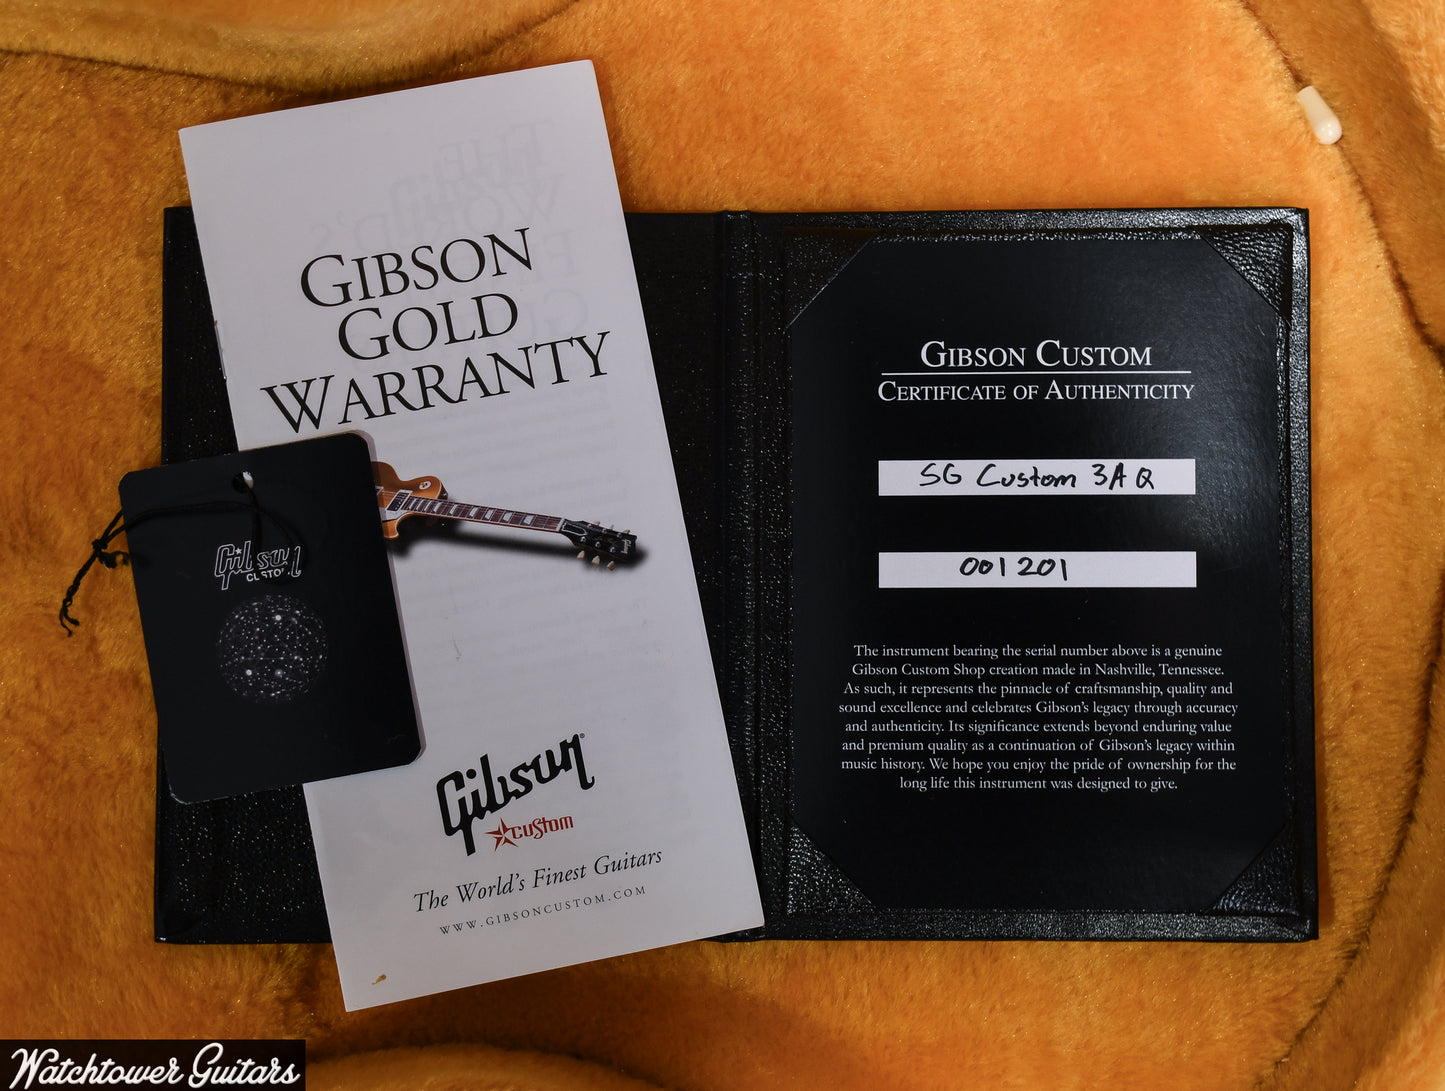 GIBSON
GOLD
WARRANTY
Gibson
CUSTOM
Gibson
custom
The World's Finest Guitars
WWW.GIBSONCUSTOM.COM
GIBSON CUSTOM
CERTIFICATE OF AUTHENTICITY
SG Custom 3A Q
001201
The instrument bearing the serial number above is a genuine
Gibson Custom Shop creation made in Nashville, Tennessee.
As such, it represents the pinnacle of craftsmanship, quality and
sound excellence and celebrates Gibson's legacy through accuracy
and authenticity. Its significance extends beyond enduring value
and premium quality as a continuation of Gibson's legacy within
music history. We hope you enjoy the pride of ownership for the
long life this instrument was designed to give.
Watchtower Guitars